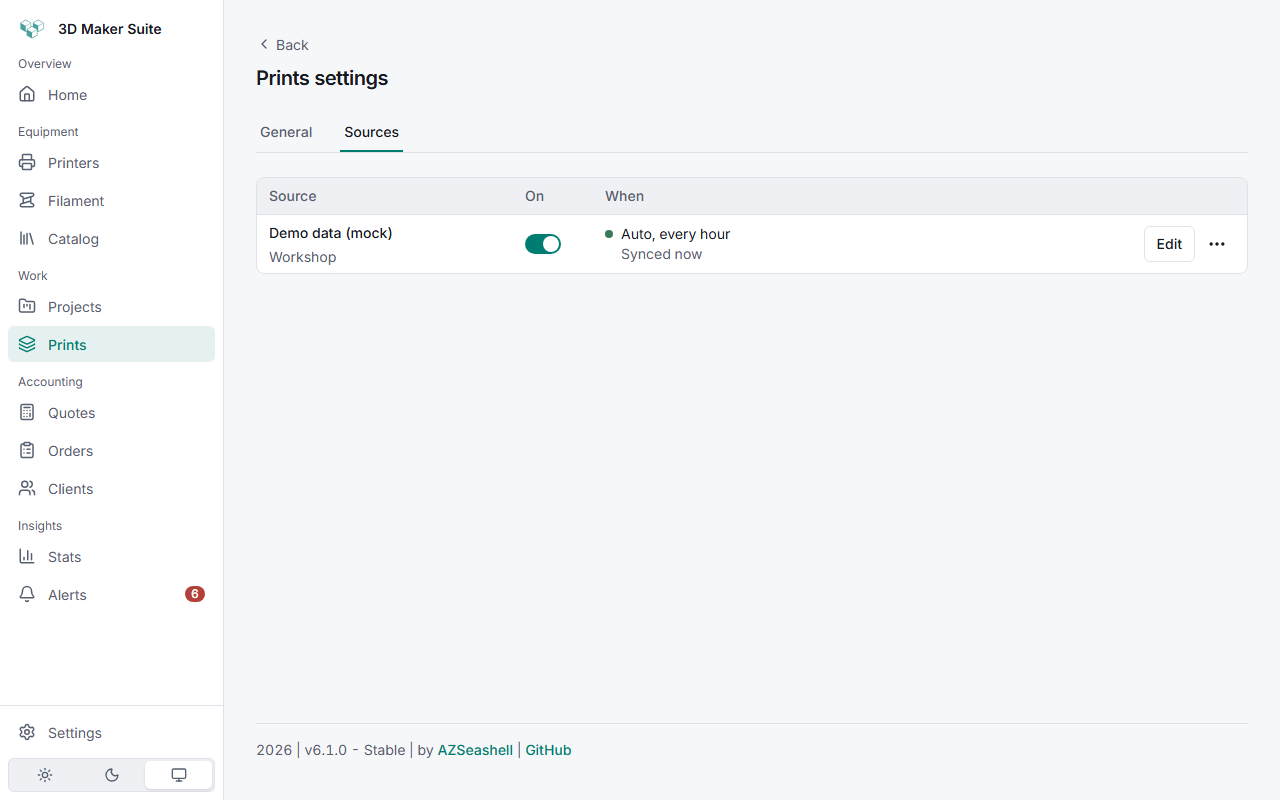 3D Maker Suite
Overview
Home
Equipment
Printers
Filament
Catalog
Work
Projects
Prints
Accounting
Quotes
Orders
Clients
Insights
Stats
Alerts 6
Settings
Back
Prints settings
General Sources
Source On When
Demo data (mock)
Workshop
Auto, every hour
Synced now
Edit
2026 | v6.1.0 - Stable | by AZSeashell | GitHub